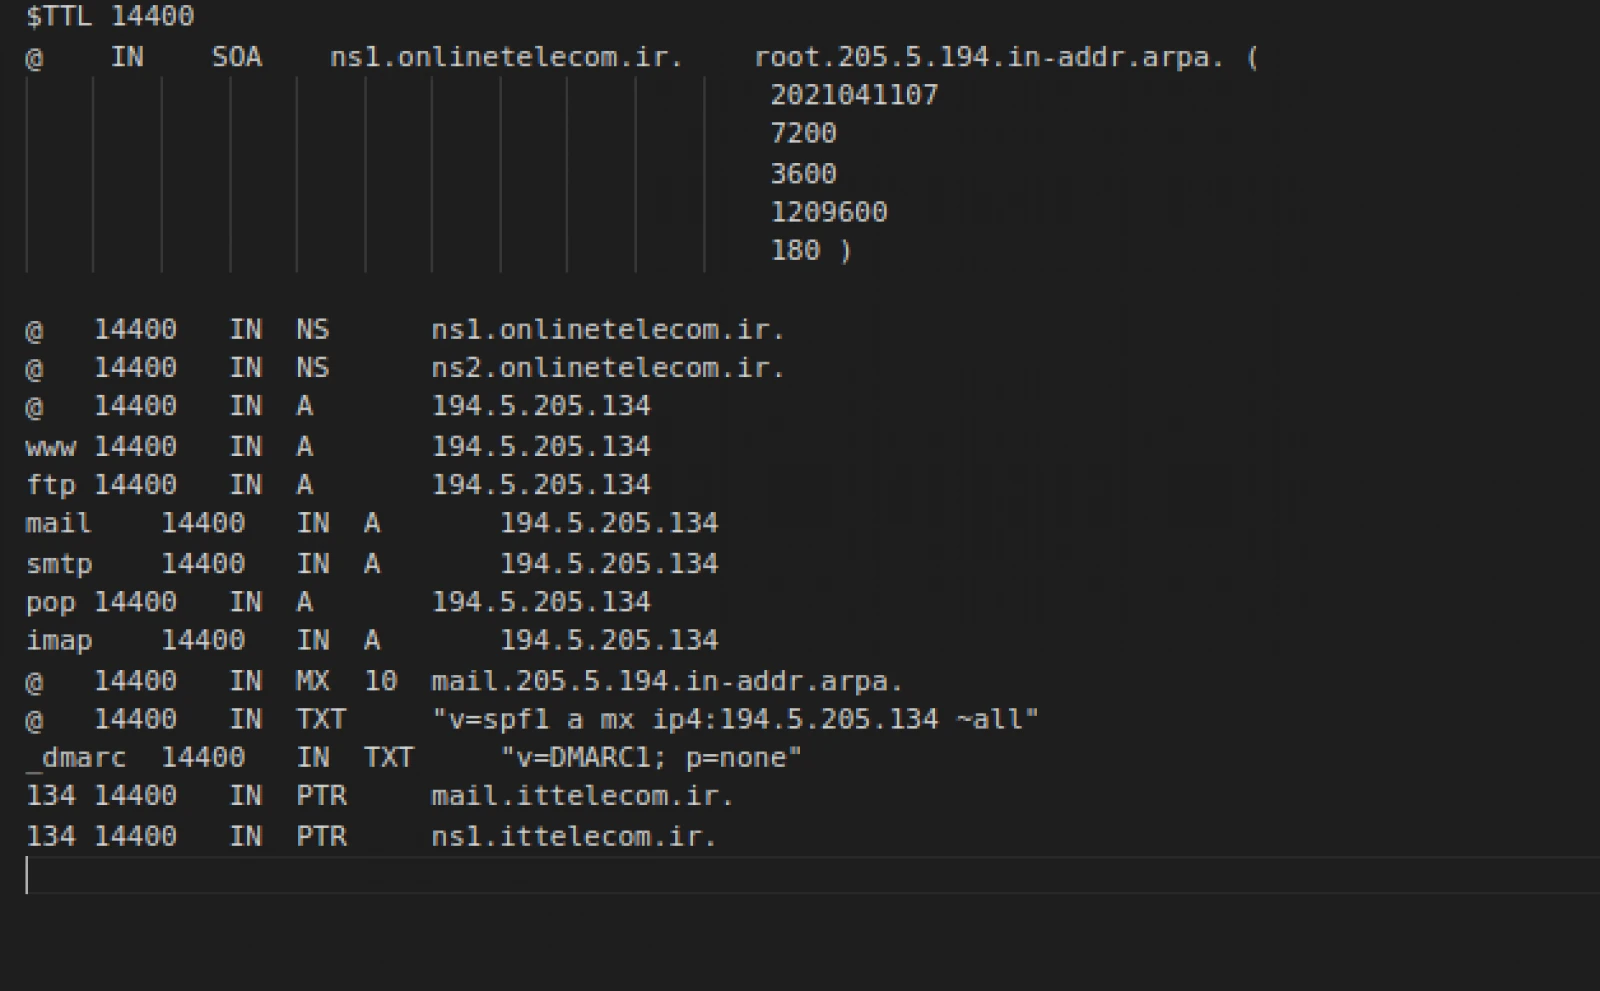 $TTL 14400
@ IN SOA ns1.onlinetelecom.ir. root.205.5.194.in-addr.arpa. (
2021041107
7200
3600
1209600
180 )
@ 14400 IN NS ns1.onlinetelecom.ir.
@ 14400 IN NS ns2.onlinetelecom.ir.
@ 14400 IN A 194.5.205.134
www 14400 IN A 194.5.205.134
ftp 14400 IN A 194.5.205.134
mail 14400 IN A 194.5.205.134
smtp 14400 IN A 194.5.205.134
pop 14400 IN A 194.5.205.134
imap 14400 IN A 194.5.205.134
@ 14400 IN MX 10 mail.205.5.194.in-addr.arpa.
@ 14400 IN TXT "v=spf1 a mx ip4:194.5.205.134 ~all"
_dmarc 14400 IN TXT "v=DMARC1; p=none"
134 14400 IN PTR mail.ittelecom.ir.
134 14400 IN PTR ns1.ittelecom.ir.